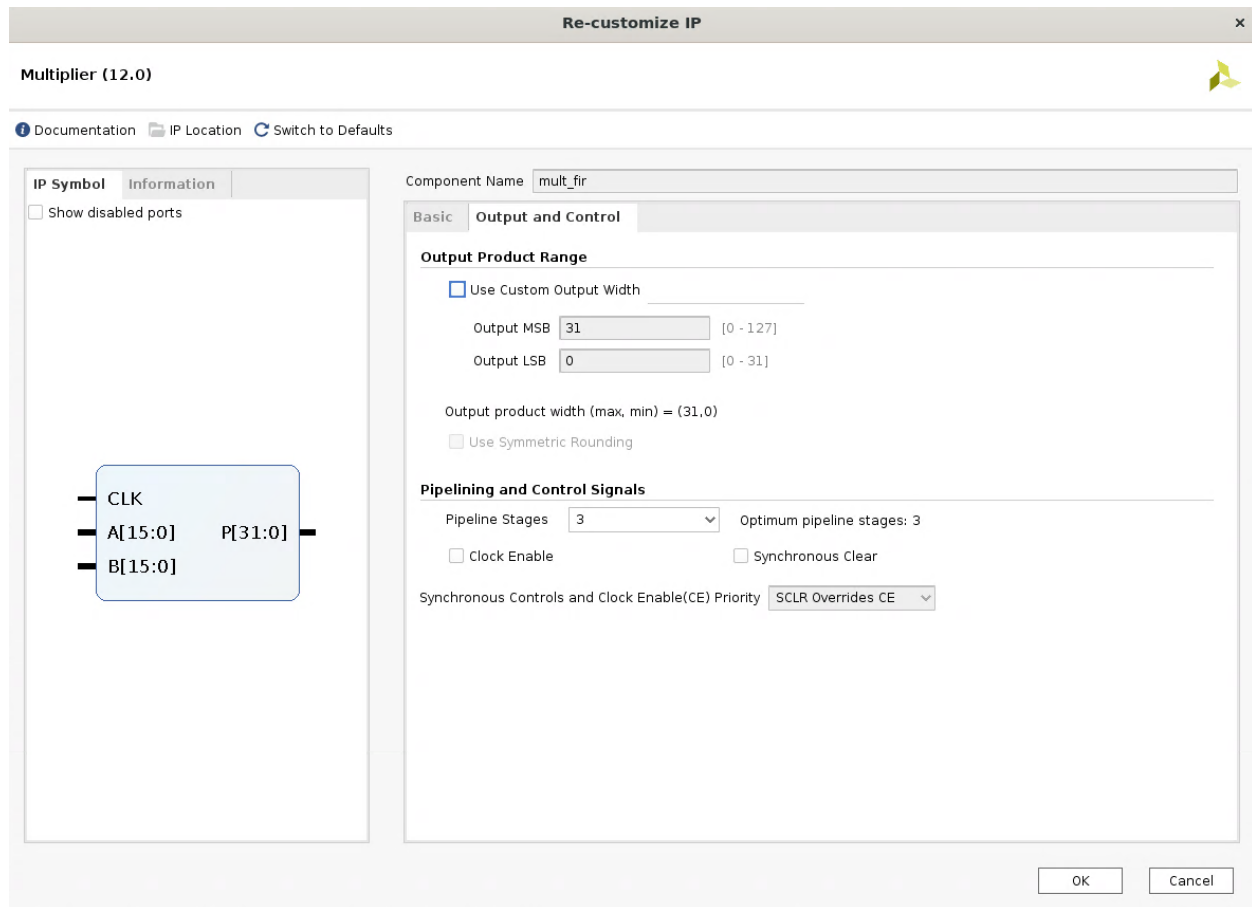 Re-customize IP
×
Multiplier (12.0)
Documentation IP Location Switch to Defaults
IP Symbol Information
Show disabled ports
CLK
A[15:0] P[31:0]
B[15:0]
Component Name mult_fir
Basic Output and Control
Output Product Range
Use Custom Output Width
Output MSB 31 [0 - 127]
Output LSB 0 [0 - 31]
Output product width (max, min) = (31,0)
Use Symmetric Rounding
Pipelining and Control Signals
Pipeline Stages 3 Optimum pipeline stages: 3
Clock Enable Synchronous Clear
Synchronous Controls and Clock Enable(CE) Priority SCLR Overrides CE
OK Cancel